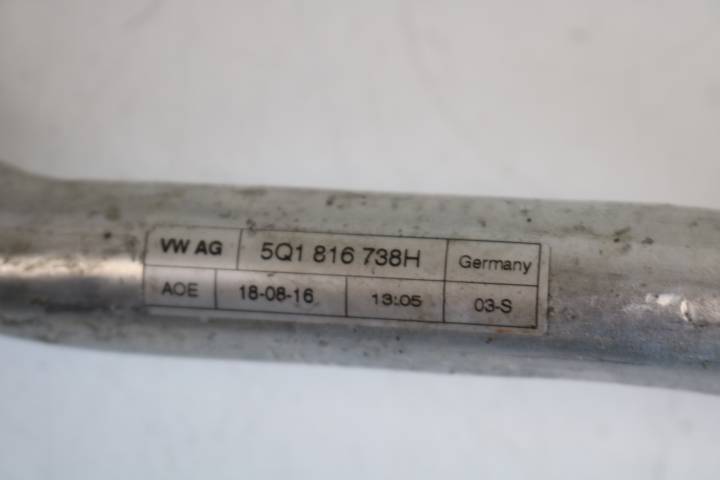 VW AG 5Q1 816 738H Germany
AOE 18-08-16 13:05 03-S